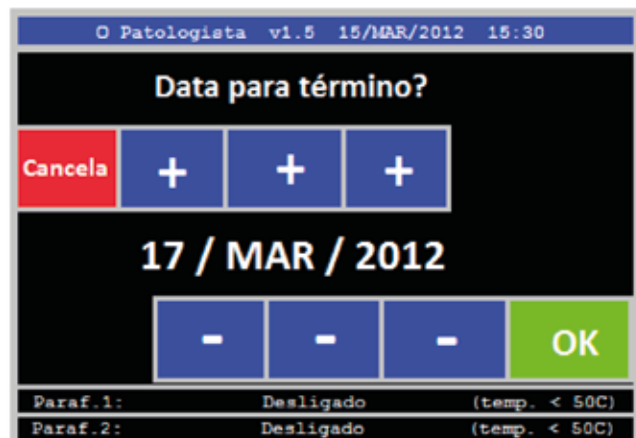 O Patologista v1.5 15/MAR/2012 15:30
Data para término?
Cancela + + +
17 / MAR / 2012
- - - OK
Paraf.1: Desligado (temp. < 50C)
Paraf.2: Desligado (temp. < 50C)